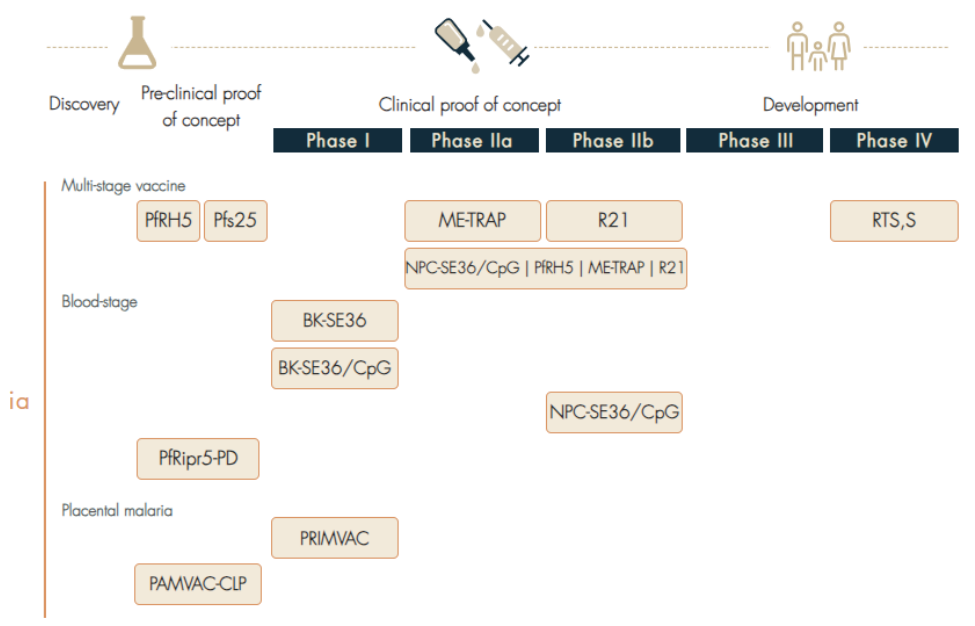 Discovery
Pre-clinical proof
of concept
Clinical proof of concept
Development
Phase I
Phase IIa
Phase IIb
Phase III
Phase IV
Multi-stage vaccine
PfRH5
Pfs25
ME-TRAP
R21
RTS,S
NPC-SE36/CpG | PfRH5 | ME-TRAP | R21
Blood-stage
BK-SE36
BK-SE36/CpG
ia
NPC-SE36/CpG
PfRipr5-PD
Placental malaria
PRIMVAC
PAMVAC-CLP